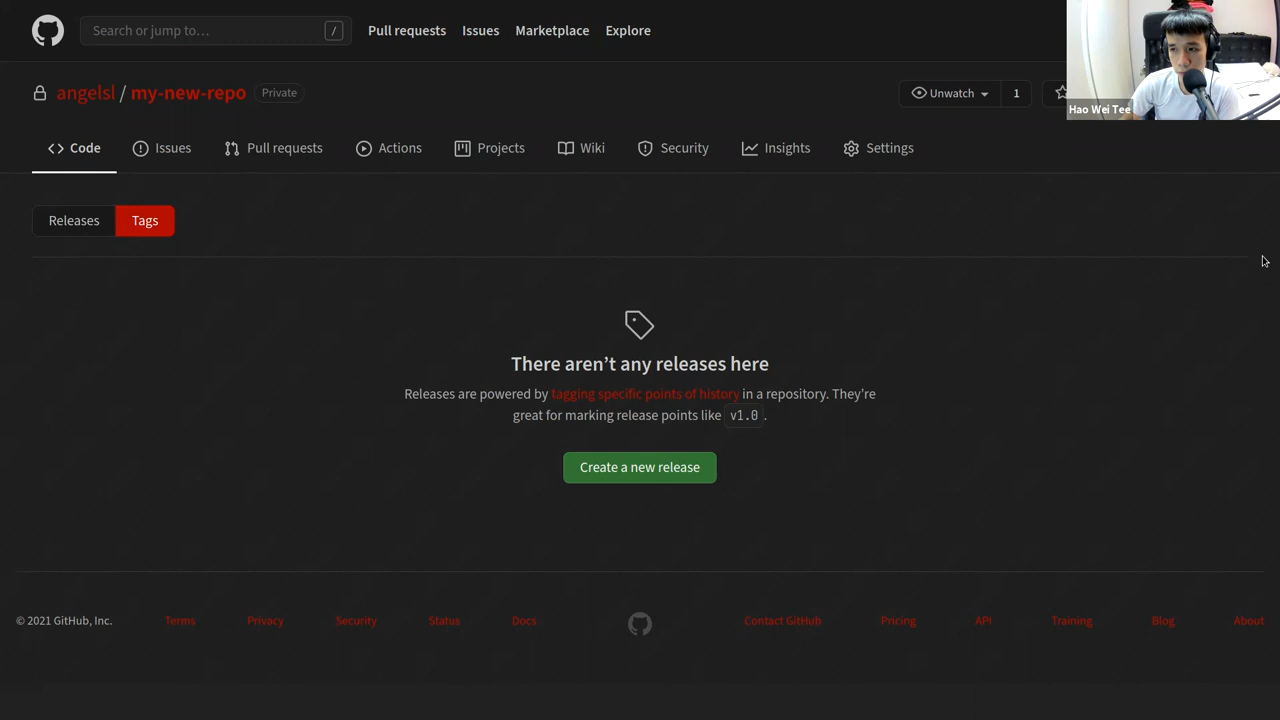 Search or jump to… /
Pull requests Issues Marketplace Explore
angelsl / my-new-repo Private
Unwatch 1
Hao Wei Tee
Code Issues Pull requests Actions Projects Wiki Security Insights Settings
Releases Tags
There aren’t any releases here
Releases are powered by tagging specific points of history in a repository. They’re
great for marking release points like v1.0 .
Create a new release
© 2021 GitHub, Inc. Terms Privacy Security Status Docs Contact GitHub Pricing API Training Blog About